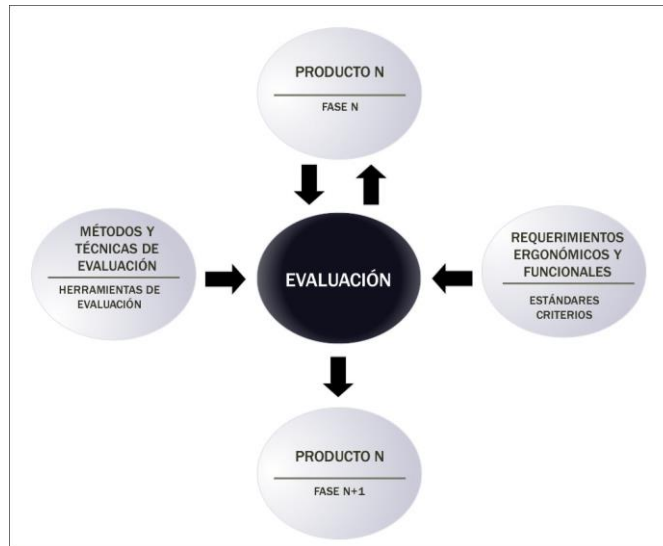 PRODUCTO N
FASE N
MÉTODOS Y
TÉCNICAS DE
EVALUACIÓN
HERRAMIENTAS DE
EVALUACIÓN
EVALUACIÓN
REQUERIMIENTOS
ERGONÓMICOS Y
FUNCIONALES
ESTÁNDARES
CRITERIOS
PRODUCTO N
FASE N+1